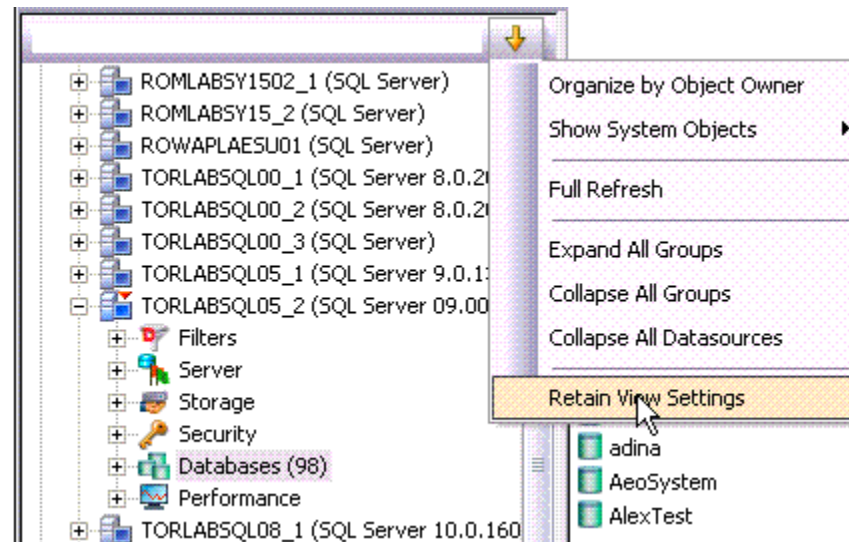 ROMLABSY1502_1 (SQL Server)
ROMLABSY15_2 (SQL Server)
ROWAPLAESU01 (SQL Server)
TORLABSQL00_1 (SQL Server 8.0.20
TORLABSQL00_2 (SQL Server 8.0.20
TORLABSQL00_3 (SQL Server)
TORLABSQL05_1 (SQL Server 9.0.13
TORLABSQL05_2 (SQL Server 09.00
Filters
Server
Storage
Security
Databases (98)
Performance
TORLABSQL08_1 (SQL Server 10.0.160
Organize by Object Owner
Show System Objects
Full Refresh
Expand All Groups
Collapse All Groups
Collapse All Datasources
Retain View Settings
adina
AeoSystem
AlexTest